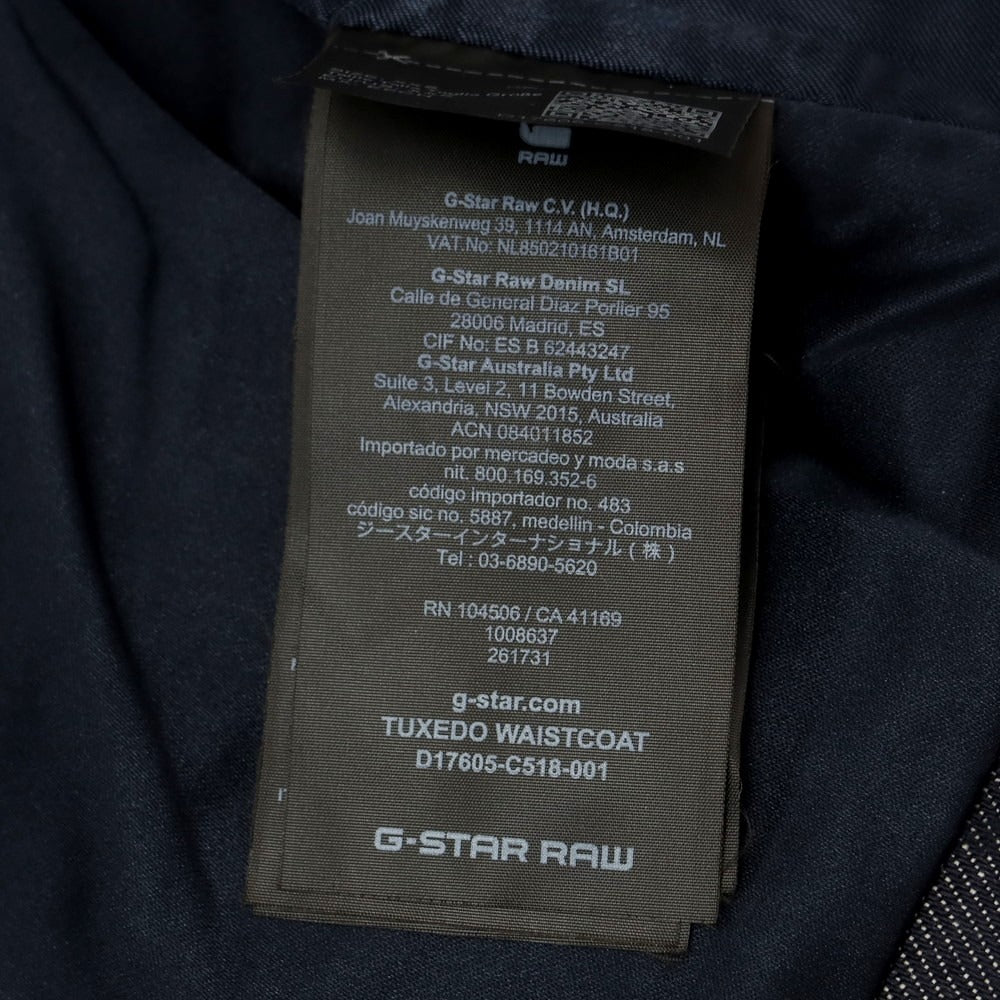 RAW
G-Star Raw C.V. (H.Q.)
Joan Muyskenweg 39, 1114 AN, Amsterdam, NL
VAT No: NL850210161B01
G-Star Raw Denim SL
Calle de General Diaz Porlier 95
28006 Madrid, ES
CIF No: ES B 62443247
G-Star Australia Pty Ltd
Suite 3, Level 2, 11 Bowden Street,
Alexandria, NSW 2015, Australia
ACN 084011852
Importado por mercadeo y moda s.a.s
nit. 800.169.352-6
código importador no. 483
código sic no. 5887, medellin - Colombia
ジースターインターナショナル ( 株 )
Tel : 03-6890-5620
RN 104506 / CA 41169
1008637
261731
g-star.com
TUXEDO WAISTCOAT
D17605-C518-001
G-STAR RAW